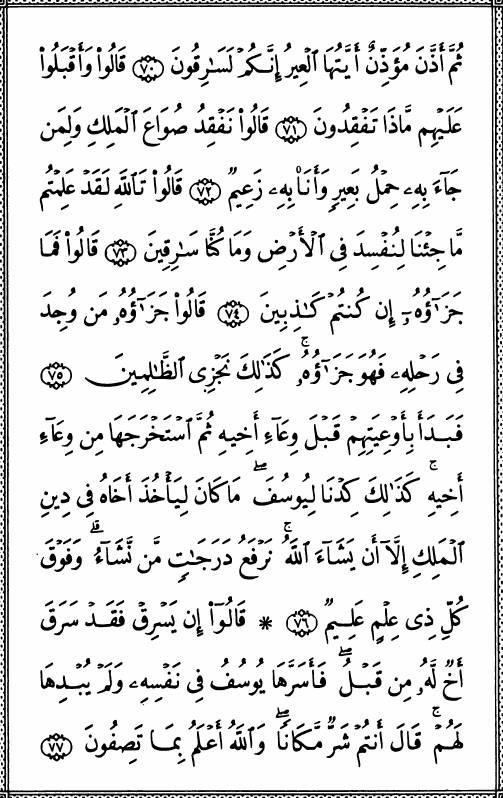 ثُمَّ أَذَّنَ مُؤَذِّنٌ أَيَّتُهَا ٱلۡعِيرُ إِنَّكُمۡ لَسَٰرِقُونَ ٧٠ قَالُواْ وَأَقۡبَلُواْ
عَلَيۡهِم مَّاذَا تَفۡقِدُونَ ٧١ قَالُواْ نَفۡقِدُ صُوَاعَ ٱلۡمَلِكِ وَلِمَن
جَآءَ بِهِۦ حِمۡلُ بَعِيرٖ وَأَنَا۠ بِهِۦ زَعِيمٞ ٧٢ قَالُواْ تَٱللَّهِ لَقَدۡ عَلِمۡتُم
مَّا جِئۡنَا لِنُفۡسِدَ فِي ٱلۡأَرۡضِ وَمَا كُنَّا سَٰرِقِينَ ٧٣ قَالُواْ فَمَا
جَزَٰٓؤُهُۥٓ إِن كُنتُمۡ كَٰذِبِينَ ٧٤ قَالُواْ جَزَٰٓؤُهُۥ مَن وُجِدَ
فِي رَحۡلِهِۦ فَهُوَ جَزَٰٓؤُهُۥۚ كَذَٰلِكَ نَجۡزِي ٱلظَّٰلِمِينَ ٧٥
فَبَدَأَ بِأَوۡعِيَتِهِمۡ قَبۡلَ وِعَآءِ أَخِيهِ ثُمَّ ٱسۡتَخۡرَجَهَا مِن وِعَآءِ
أَخِيهِۚ كَذَٰلِكَ كِدۡنَا لِيُوسُفَۖ مَا كَانَ لِيَأۡخُذَ أَخَاهُ فِي دِينِ
ٱلۡمَلِكِ إِلَّآ أَن يَشَآءَ ٱللَّهُۚ نَرۡفَعُ دَرَجَٰتٖ مَّن نَّشَآءُۗ وَفَوۡقَ
كُلِّ ذِي عِلۡمٍ عَلِيمٞ ٧٦ * قَالُوٓاْ إِن يَسۡرِقۡ فَقَدۡ سَرَقَ
أَخٞ لَّهُۥ مِن قَبۡلُۖ فَأَسَرَّهَا يُوسُفُ فِي نَفۡسِهِۦ وَلَمۡ يُبۡدِهَا
لَهُمۡۚ قَالَ أَنتُمۡ شَرّٞ مَّكَانٗاۖ وَٱللَّهُ أَعۡلَمُ بِمَا تَصِفُونَ ٧٧